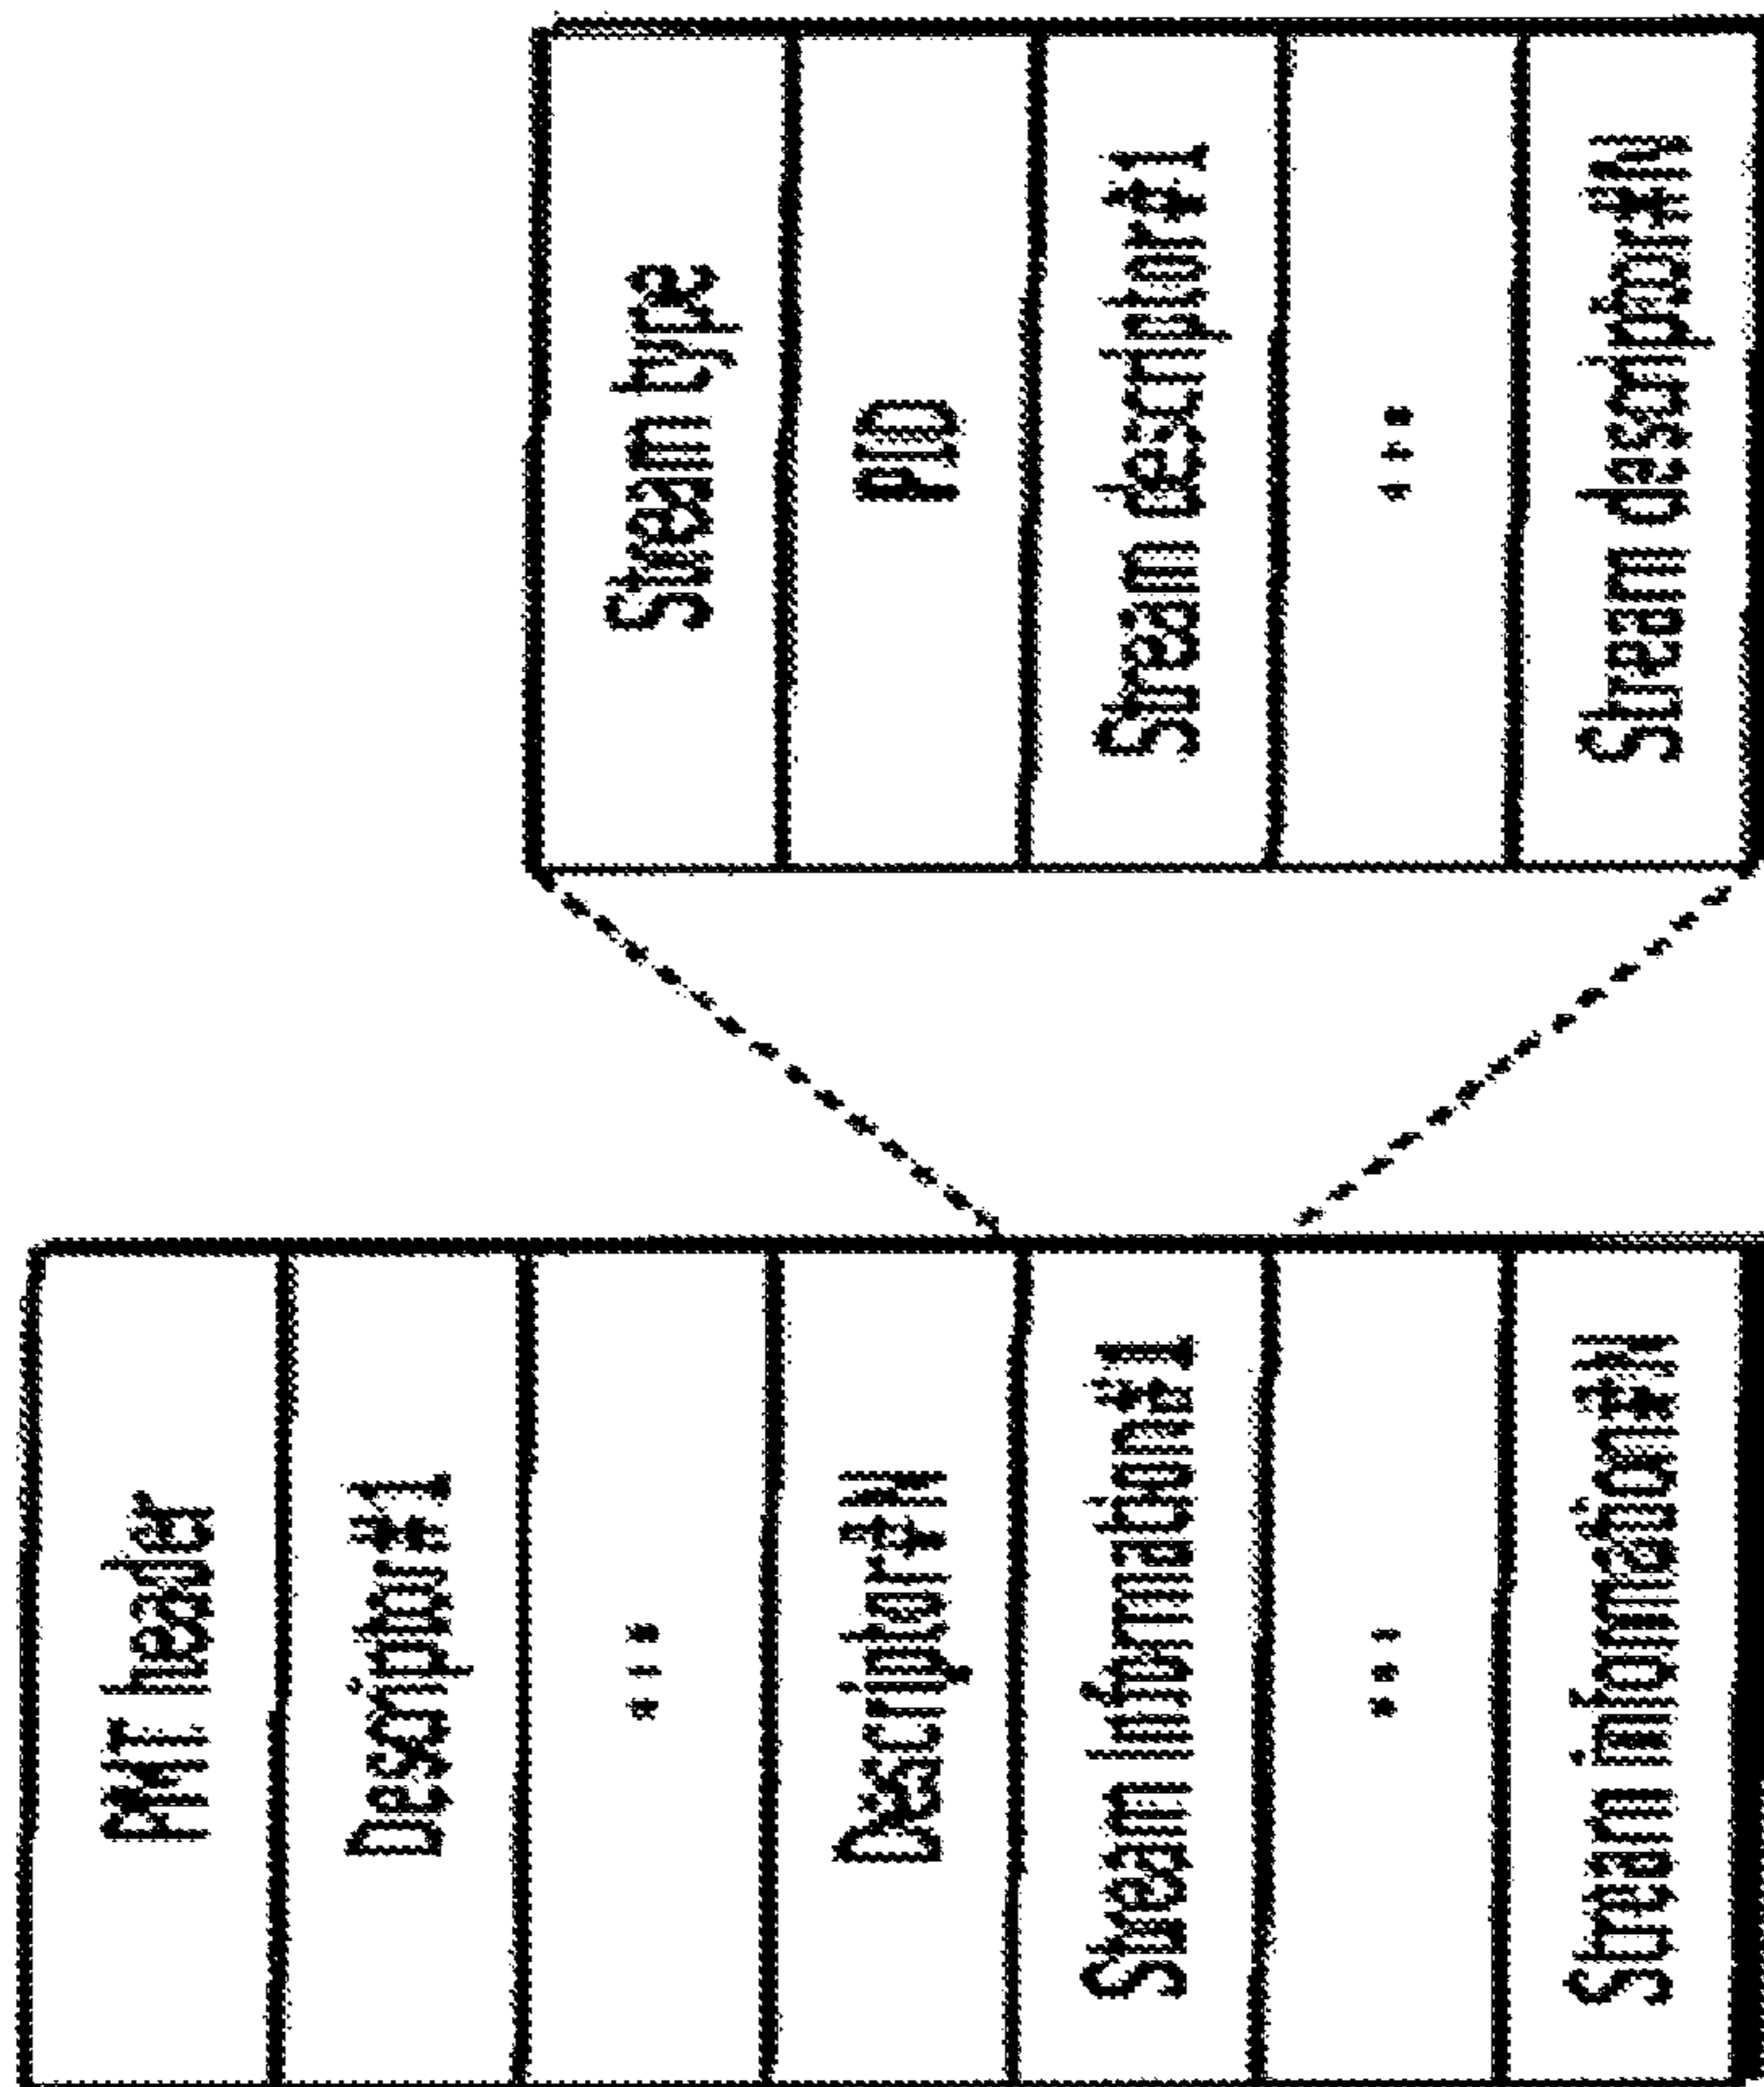 PMT header
Descriptor#1
...
Descriptor#N
Stream information#1
...
Stream information#N
Stream type
PID
Stream descriptor#1
...
Stream descriptor#N